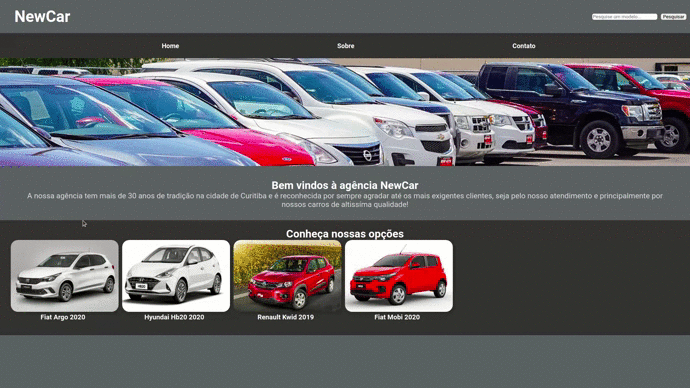 NewCar
Pesquise um modelo...
Pesquisar
Home
Sobre
Contato
Bem vindos à agência NewCar
A nossa agência tem mais de 30 anos de tradição na cidade de Curitiba e é reconhecida por sempre agradar até os mais exigentes clientes, seja pelo nosso atendimento e principalmente por
nossos carros de altíssima qualidade!
Conheça nossas opções
Fiat Argo 2020
Hyundai Hb20 2020
Renault Kwid 2019
Fiat Mobi 2020